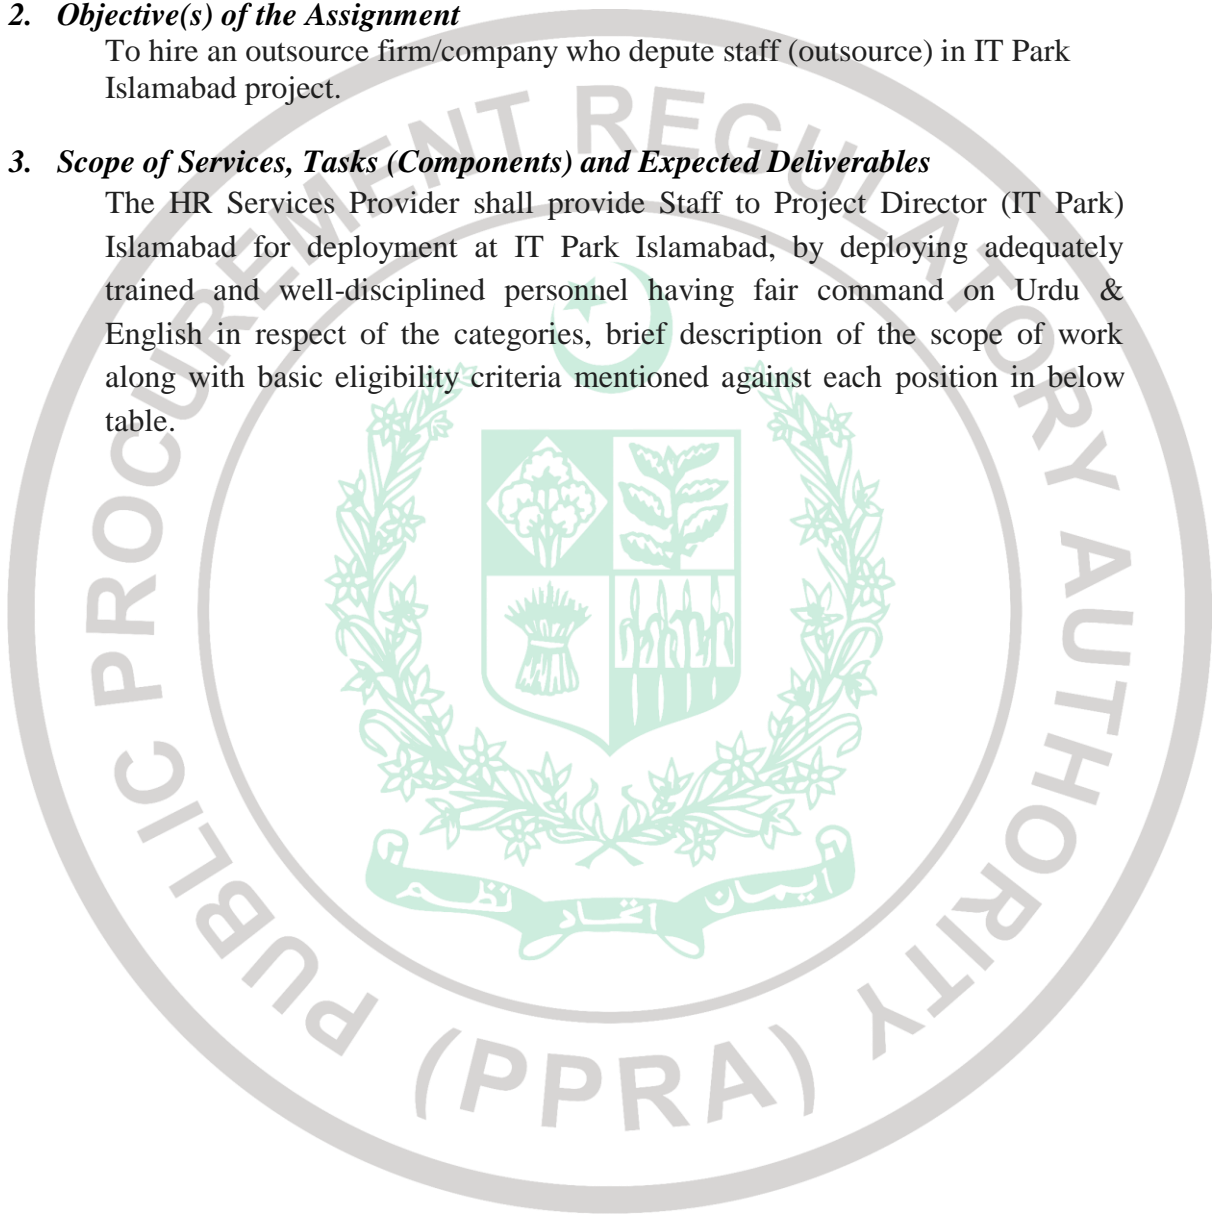 2. Objective(s) of the Assignment
To hire an outsource firm/company who depute staff (outsource) in IT Park
Islamabad project.
3. Scope of Services, Tasks (Components) and Expected Deliverables
The HR Services Provider shall provide Staff to Project Director (IT Park)
Islamabad for deployment at IT Park Islamabad, by deploying adequately
trained and well-disciplined personnel having fair command on Urdu &
English in respect of the categories, brief description of the scope of work
along with basic eligibility criteria mentioned against each position in below
table.
PUBLIC PROCUREMENT REGULATORY AUTHORITY
(PPRA)
ایمان اتحاد نظم